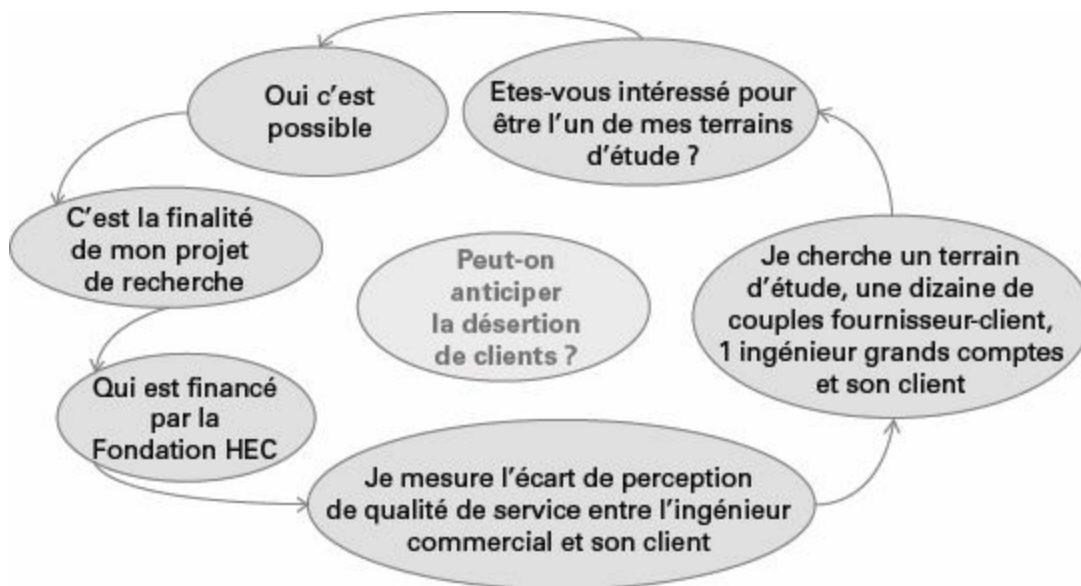 Oui c'est
possible
Etes-vous intéressé pour
être l'un de mes terrains
d'étude ?
C'est la finalité
de mon projet
de recherche
Peut-on
anticiper
la désertion
de clients ?
Je cherche un terrain
d'étude, une dizaine de
couples fournisseur-client,
1 ingénieur grands comptes
et son client
Qui est financé
par la
Fondation HEC
Je mesure l'écart de perception
de qualité de service entre l'ingénieur
commercial et son client